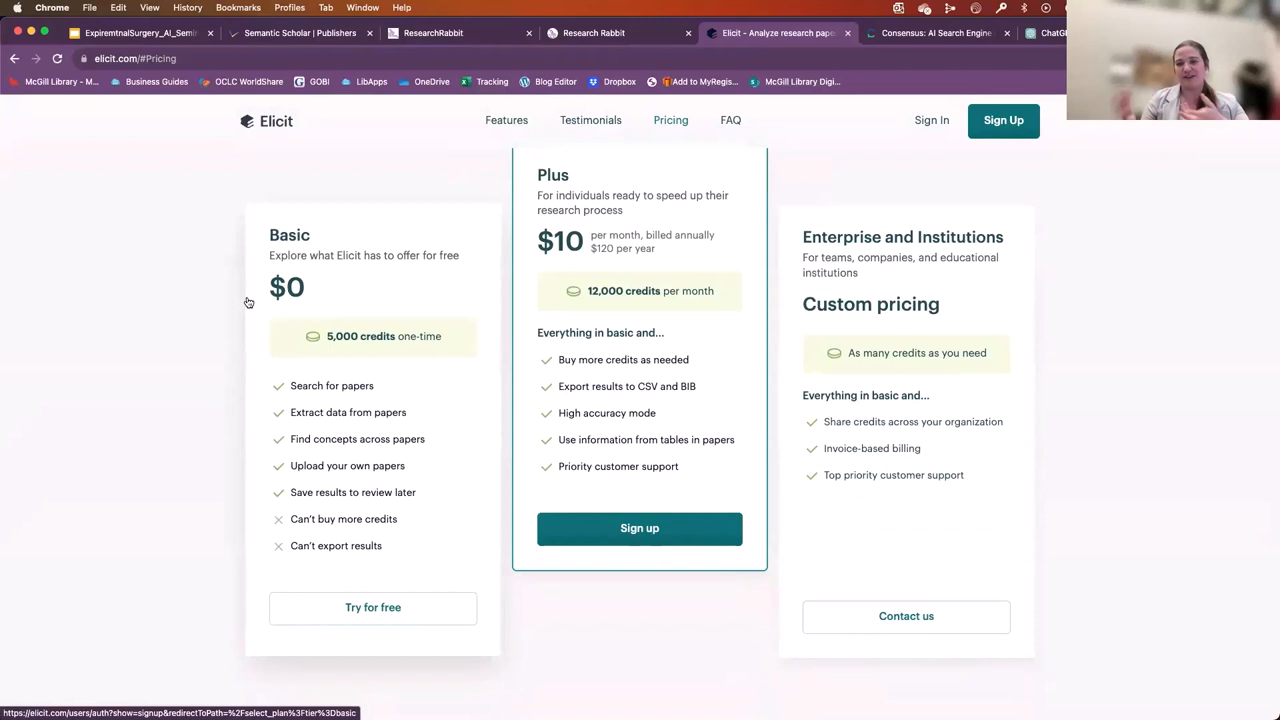 Chrome File Edit View History Bookmarks Profiles Tab Window Help
ExpiremtnalSurgery_AI_Semi
Semantic Scholar | Publishers
ResearchRabbit
Research Rabbit
Elicit - Analyze research pape
Consensus: AI Search Engine
ChatG
elicit.com/#Pricing
McGill Library - M...
Business Guides
OCLC WorldShare
GOBI
LibApps
OneDrive
Tracking
Blog Editor
Dropbox
!Add to MyRegis...
McGill Library Digi...
Elicit
Features
Testimonials
Pricing
FAQ
Sign In
Sign Up
Basic
Explore what Elicit has to offer for free
$0
5,000 credits one-time
Search for papers
Extract data from papers
Find concepts across papers
Upload your own papers
Save results to review later
Can't buy more credits
Can't export results
Try for free
Plus
For individuals ready to speed up their
research process
$10
per month, billed annually
$120 per year
12,000 credits per month
Everything in basic and...
Buy more credits as needed
Export results to CSV and BIB
High accuracy mode
Use information from tables in papers
Priority customer support
Sign up
Enterprise and Institutions
For teams, companies, and educational
institutions
Custom pricing
As many credits as you need
Everything in basic and...
Share credits across your organization
Invoice-based billing
Top priority customer support
Contact us
https://elicit.com/users/auth?show=signup&redirectToPath=%2Fselect_plan%3Ftier%3Dbasic